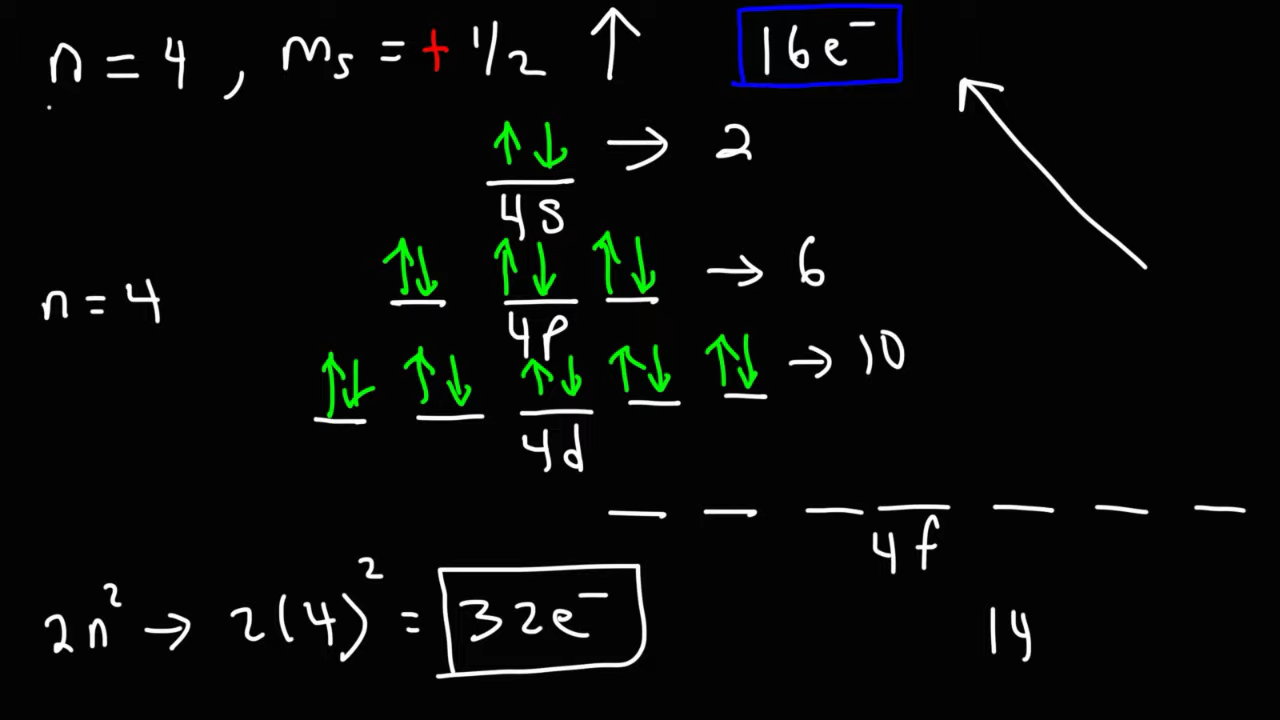 n = 4 , ms = + 1/2 ↑ 16e⁻
↑↓ → 2
4s
↑↓ ↑↓ ↑↓ → 6
n = 4
4p
↑↓ ↑↓ ↑↓ ↑↓ ↑↓ → 10
4d
4f
2n² → 2(4)² = 32e⁻
14